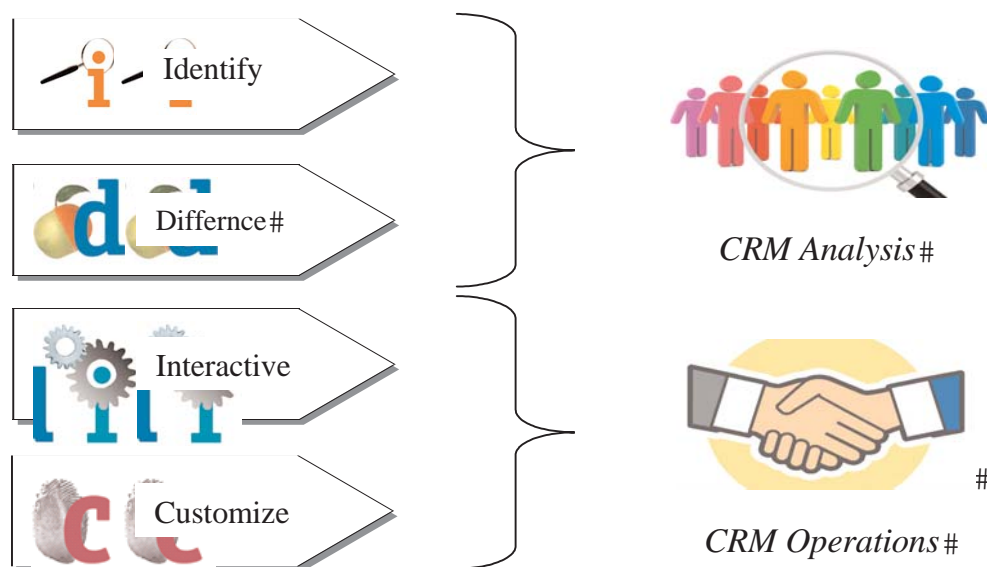 Identify
Differnce#
CRM Analysis#
Interactive
#
Customize
CRM Operations#